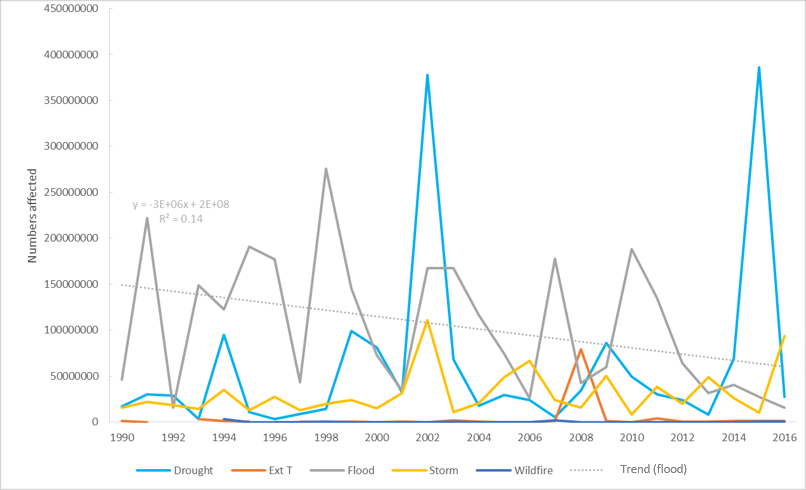 450000000
400000000
350000000
300000000
250000000
200000000
150000000
100000000
50000000
0
Numbers affected
y = -3E+06x + 2E+08
R² = 0.14
1990 1992 1994 1996 1998 2000 2002 2004 2006 2008 2010 2012 2014 2016
Drought Ext T Flood Storm Wildfire Trend (flood)